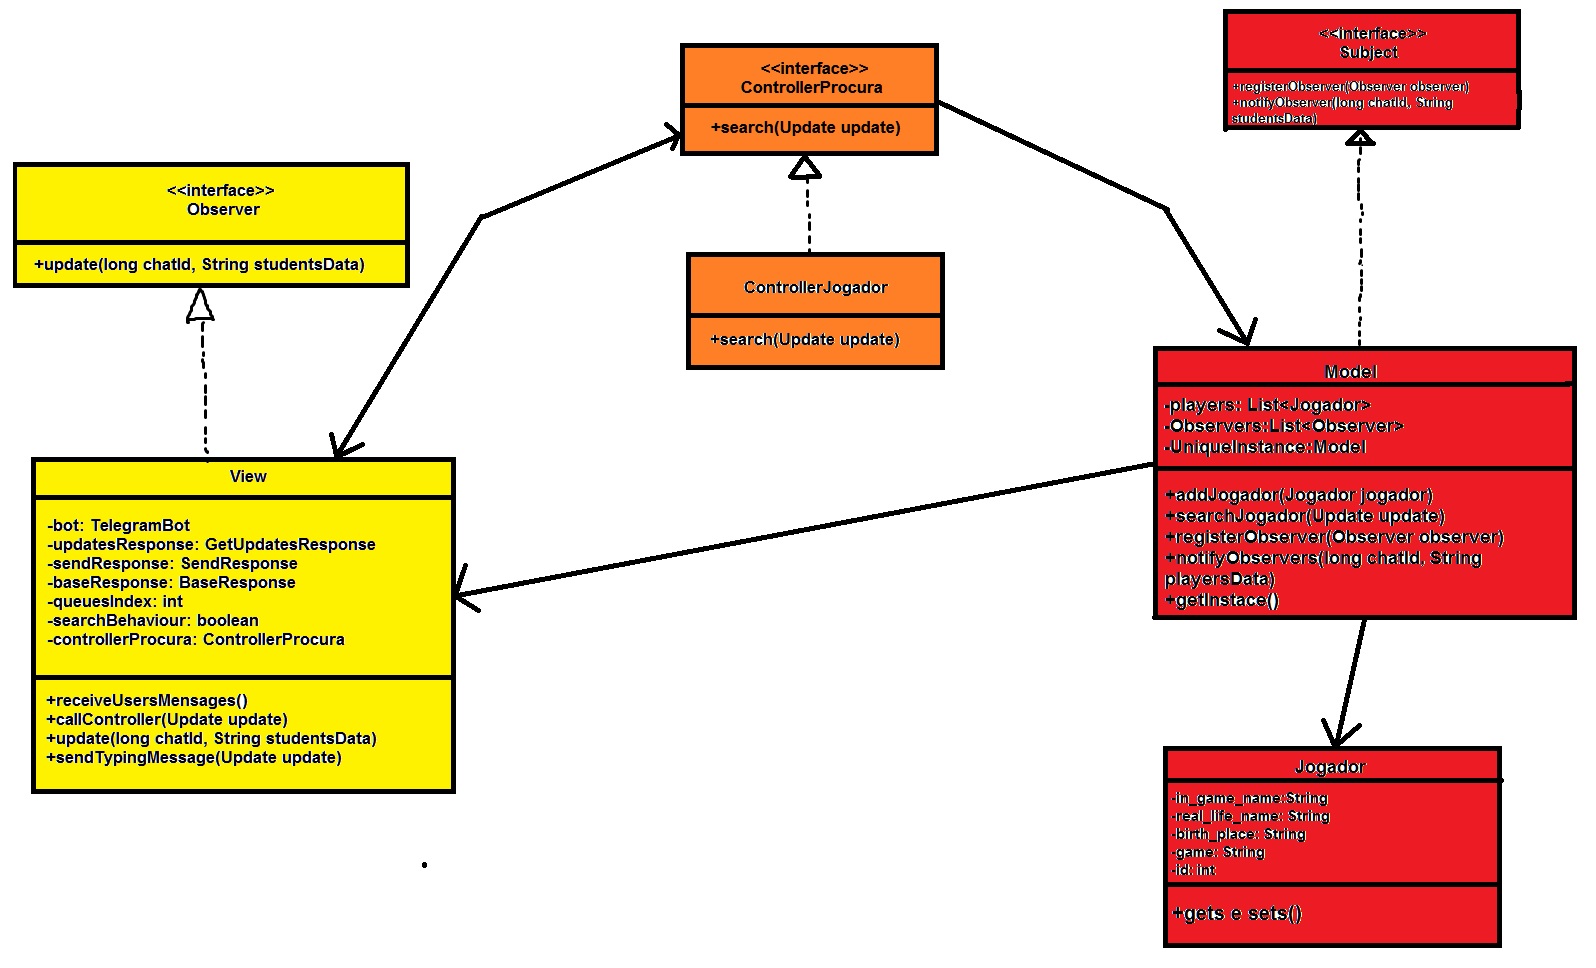 <<interface>>
Observer
+update(long chatId, String studentsData)
<<interface>>
ControllerProcura
+search(Update update)
<<interface>>
Subject
+registerObserver(Observer observer)
+notifyObserver(long chatId, String
studentsData)
ControllerJogador
+search(Update update)
View
-bot: TelegramBot
-updatesResponse: GetUpdatesResponse
-sendResponse: SendResponse
-baseResponse: BaseResponse
-queuesIndex: int
-searchBehaviour: boolean
-controllerProcura: ControllerProcura
+receiveUsersMensages()
+callController(Update update)
+update(long chatId, String studentsData)
+sendTypingMessage(Update update)
Model
-players:: List<Jogador>
-Observers:List<Observer>
-UniqueInstance:Model
+addJogador(Jogador jogador)
+searchJogador(Update update)
+registerObserver(Observer observer)
+notifyObservers(long chatId, String
playersData)
+getInstace()
Jogador
-in_game_name:String
-real_life_name: String
-birth_place: String
-game: String
-id: int
+gets e sets()